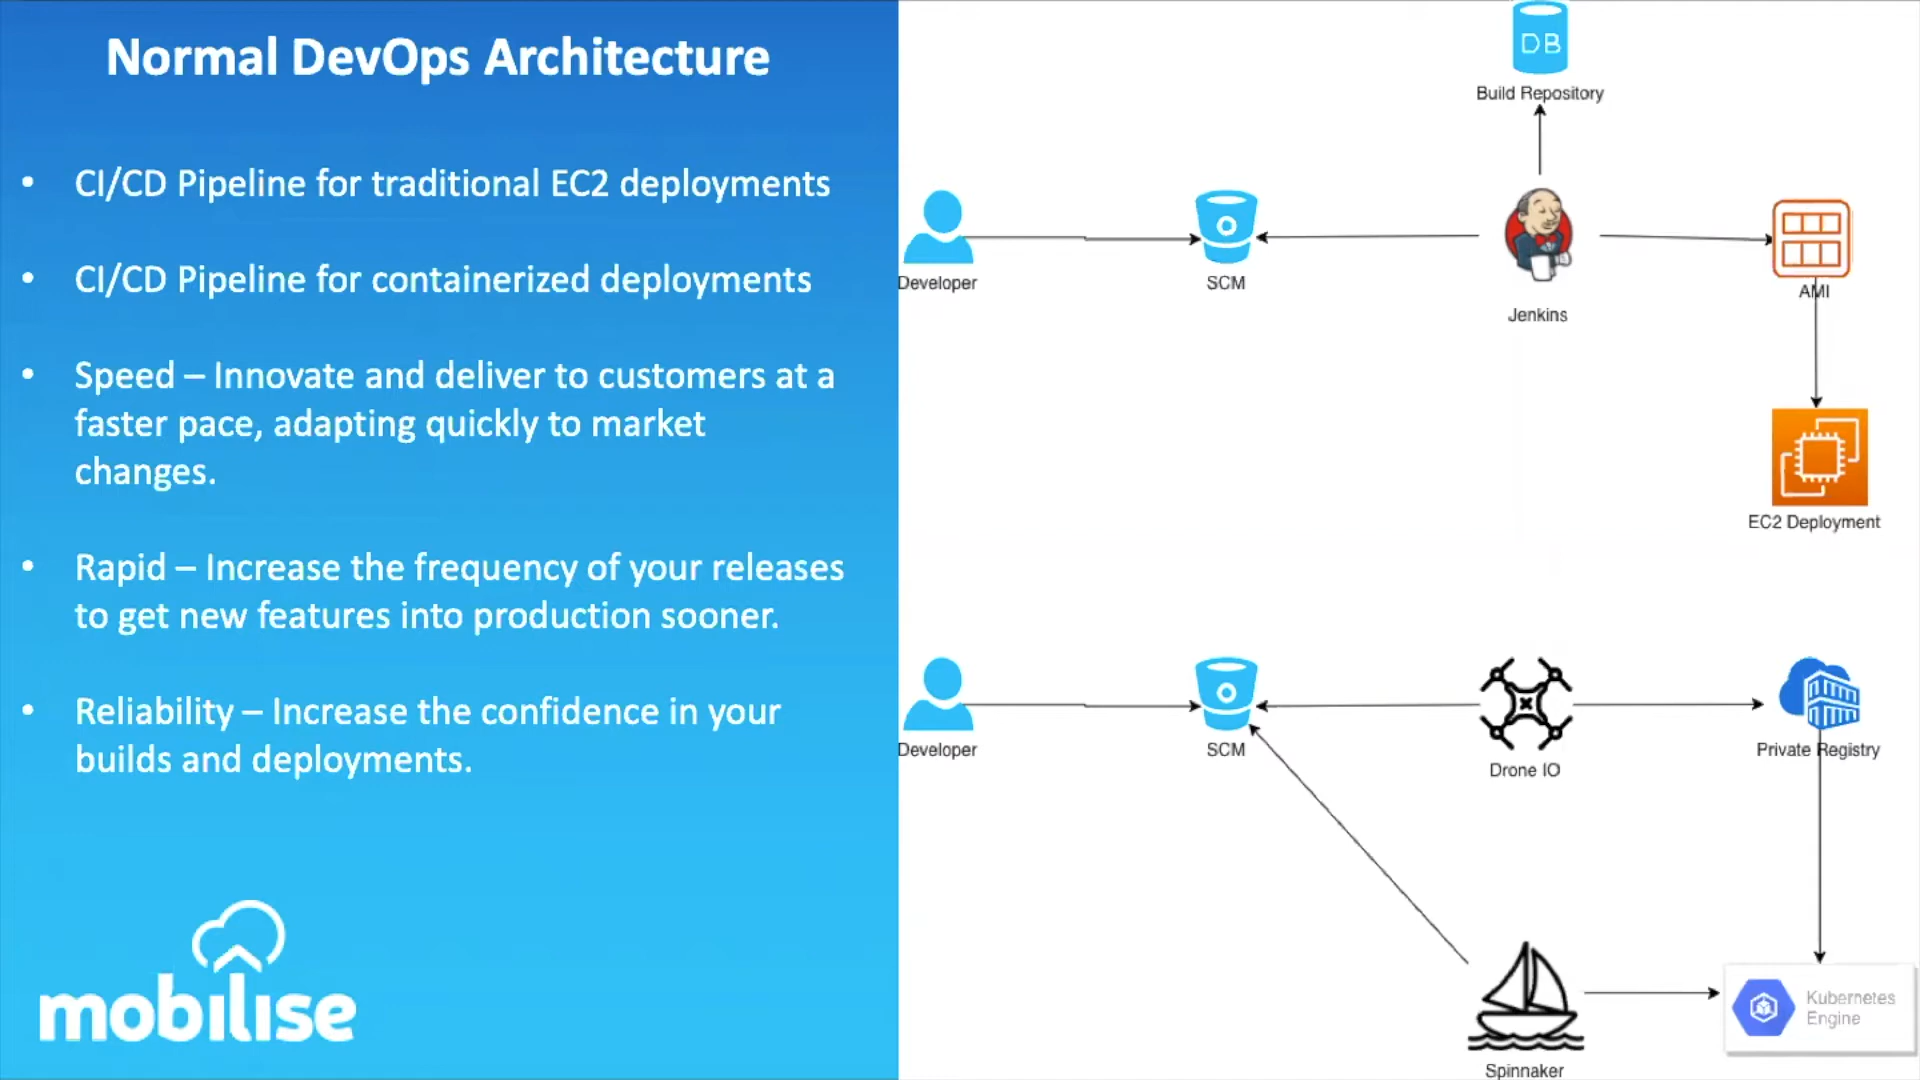 Normal DevOps Architecture
• CI/CD Pipeline for traditional EC2 deployments
• CI/CD Pipeline for containerized deployments
• Speed – Innovate and deliver to customers at a
faster pace, adapting quickly to market
changes.
• Rapid – Increase the frequency of your releases
to get new features into production sooner.
• Reliability – Increase the confidence in your
builds and deployments.
mobilise
DB
Build Repository
Developer
SCM
Jenkins
AMI
EC2 Deployment
Developer
SCM
Drone IO
Private Registry
Spinnaker
Kubernetes
Engine